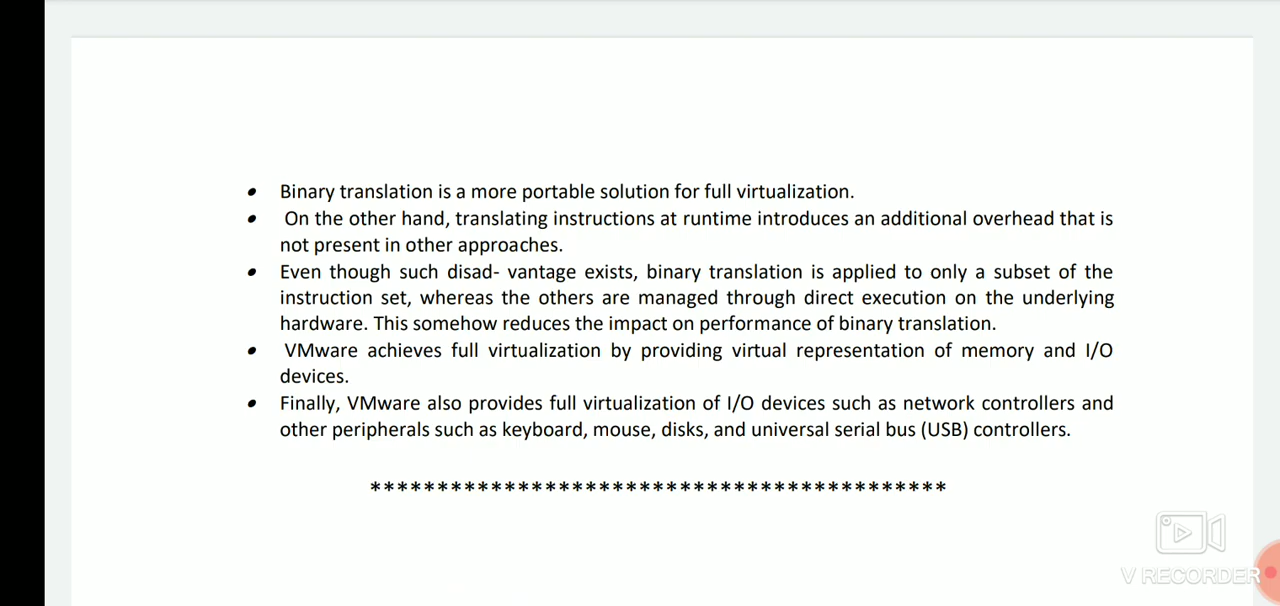 • Binary translation is a more portable solution for full virtualization.
• On the other hand, translating instructions at runtime introduces an additional overhead that is
not present in other approaches.
• Even though such disad- vantage exists, binary translation is applied to only a subset of the
instruction set, whereas the others are managed through direct execution on the underlying
hardware. This somehow reduces the impact on performance of binary translation.
• VMware achieves full virtualization by providing virtual representation of memory and I/O
devices.
• Finally, VMware also provides full virtualization of I/O devices such as network controllers and
other peripherals such as keyboard, mouse, disks, and universal serial bus (USB) controllers.
*******************************************
V RECORDER